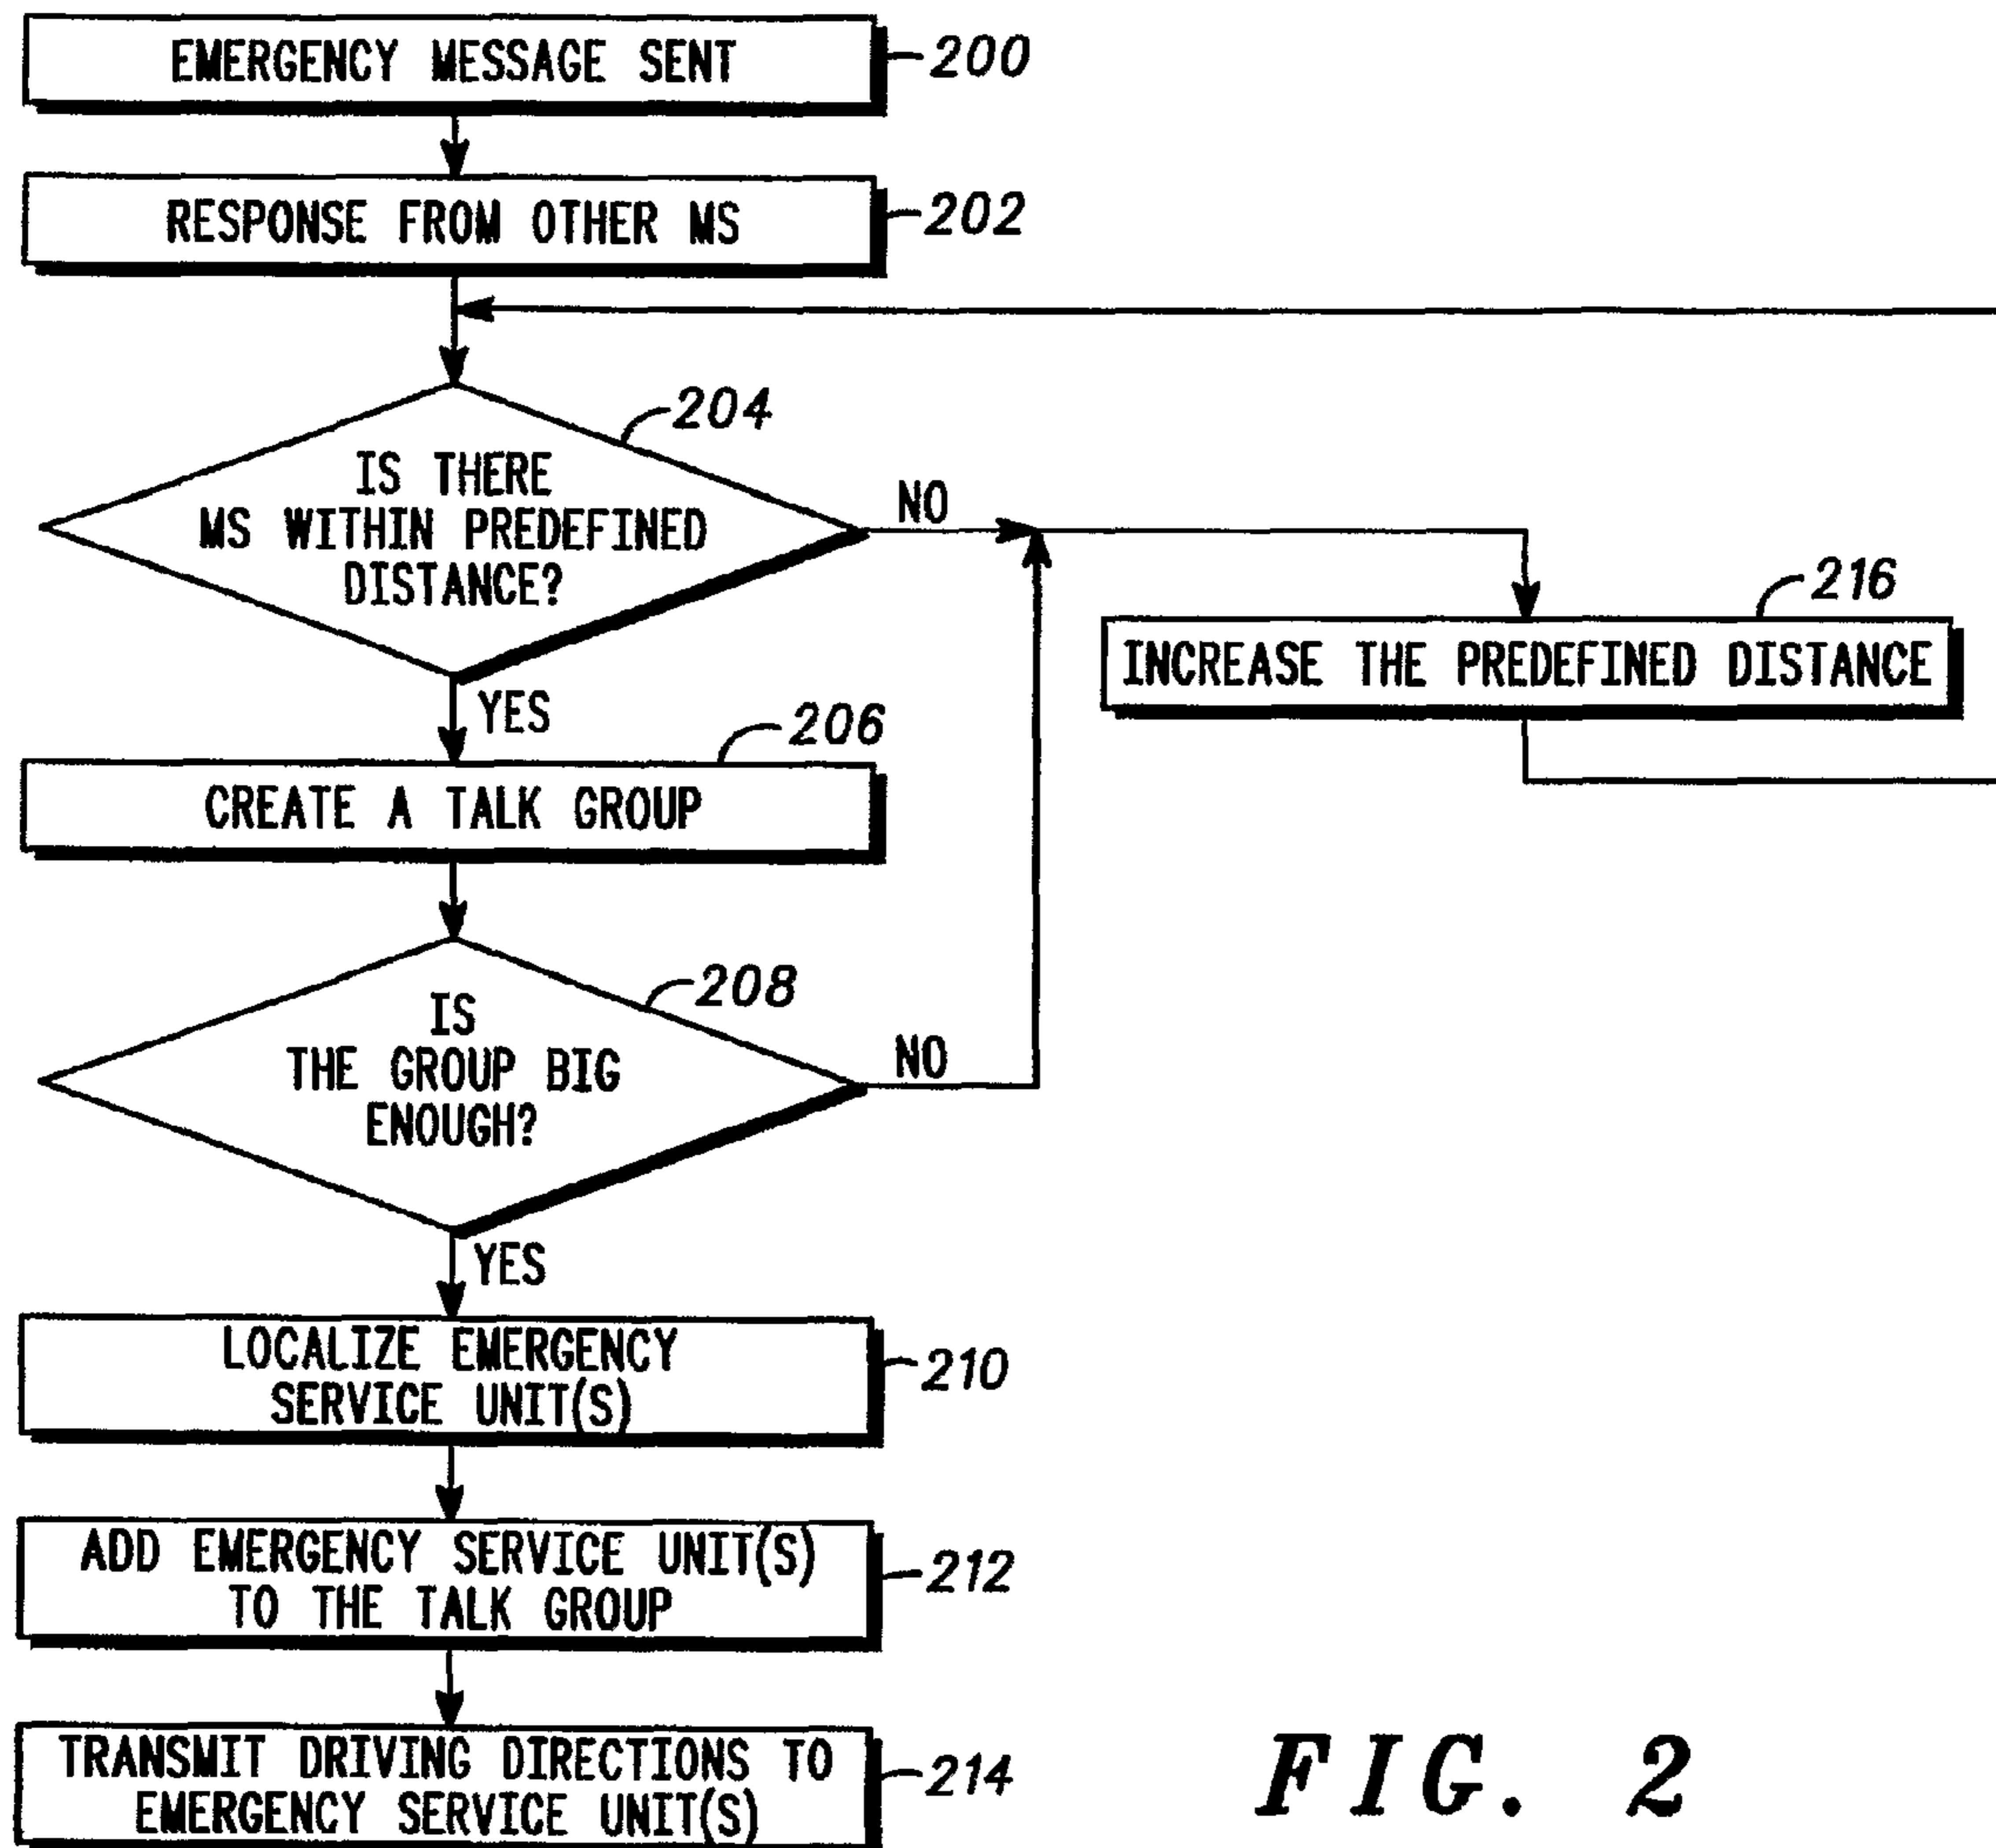 EMERGENCY MESSAGE SENT
200
RESPONSE FROM OTHER MS
202
204
IS THERE
MS WITHIN PREDEFINED
DISTANCE?
NO
YES
216
INCREASE THE PREDEFINED DISTANCE
206
CREATE A TALK GROUP
208
IS
THE GROUP BIG
ENOUGH?
NO
YES
LOCALIZE EMERGENCY
SERVICE UNIT(S)
210
ADD EMERGENCY SERVICE UNIT(S)
TO THE TALK GROUP
212
TRANSMIT DRIVING DIRECTIONS TO
EMERGENCY SERVICE UNIT(S)
214
FIG. 2